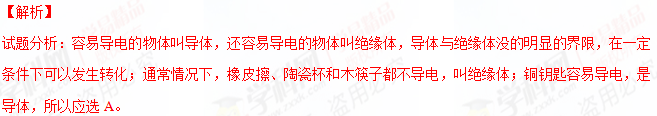 【解析】
试题分析：容易导电的物体叫导体，还容易导电的物体叫绝缘体，导体与绝缘体没的明显的界限，在一定
条件下可以发生转化；通常情况下，橡皮擦、陶瓷杯和木筷子都不导电，叫绝缘体；铜钥匙容易导电，是
导体，所以应选 A。